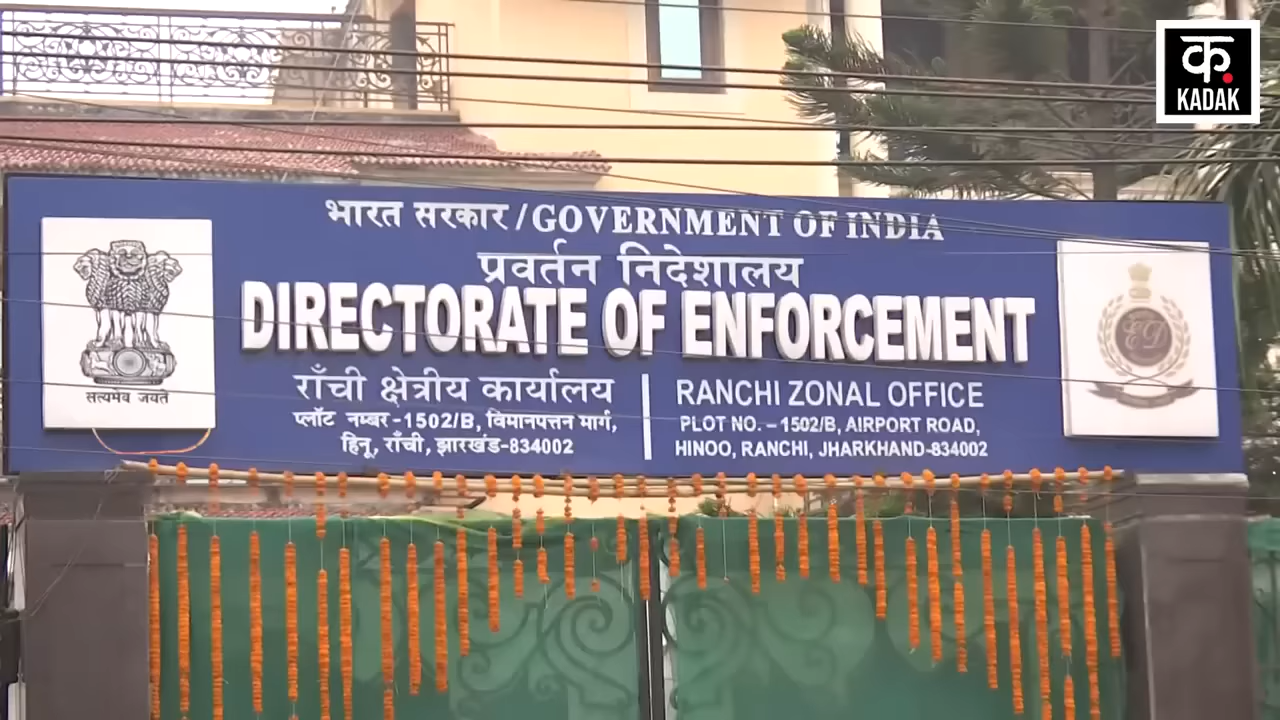 क.
KADAK
भारत सरकार/GOVERNMENT OF INDIA
प्रवर्तन निदेशालय
DIRECTORATE OF ENFORCEMENT
सत्यमेव जयते
राँची क्षेत्रीय कार्यालय
प्लॉट नम्बर-1502/B, विमानपत्तन मार्ग,
हिनू, राँची, झारखंड-834002
RANCHI ZONAL OFFICE
PLOT NO. – 1502/B, AIRPORT ROAD,
HINOO, RANCHI, JHARKHAND-834002
ED